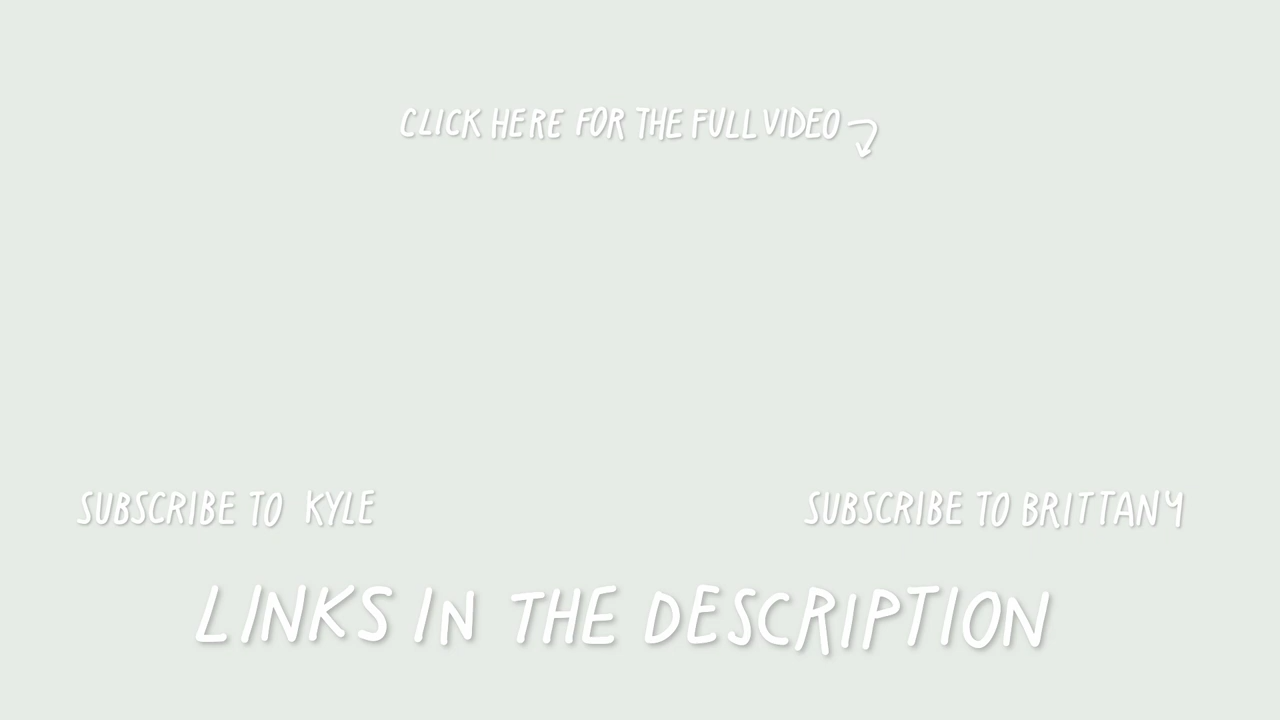 CLICK HERE FOR THE FULL VIDEO
SUBSCRIBE TO KYLE
SUBSCRIBE TO BRITTANY
LINKS IN THE DESCRIPTION